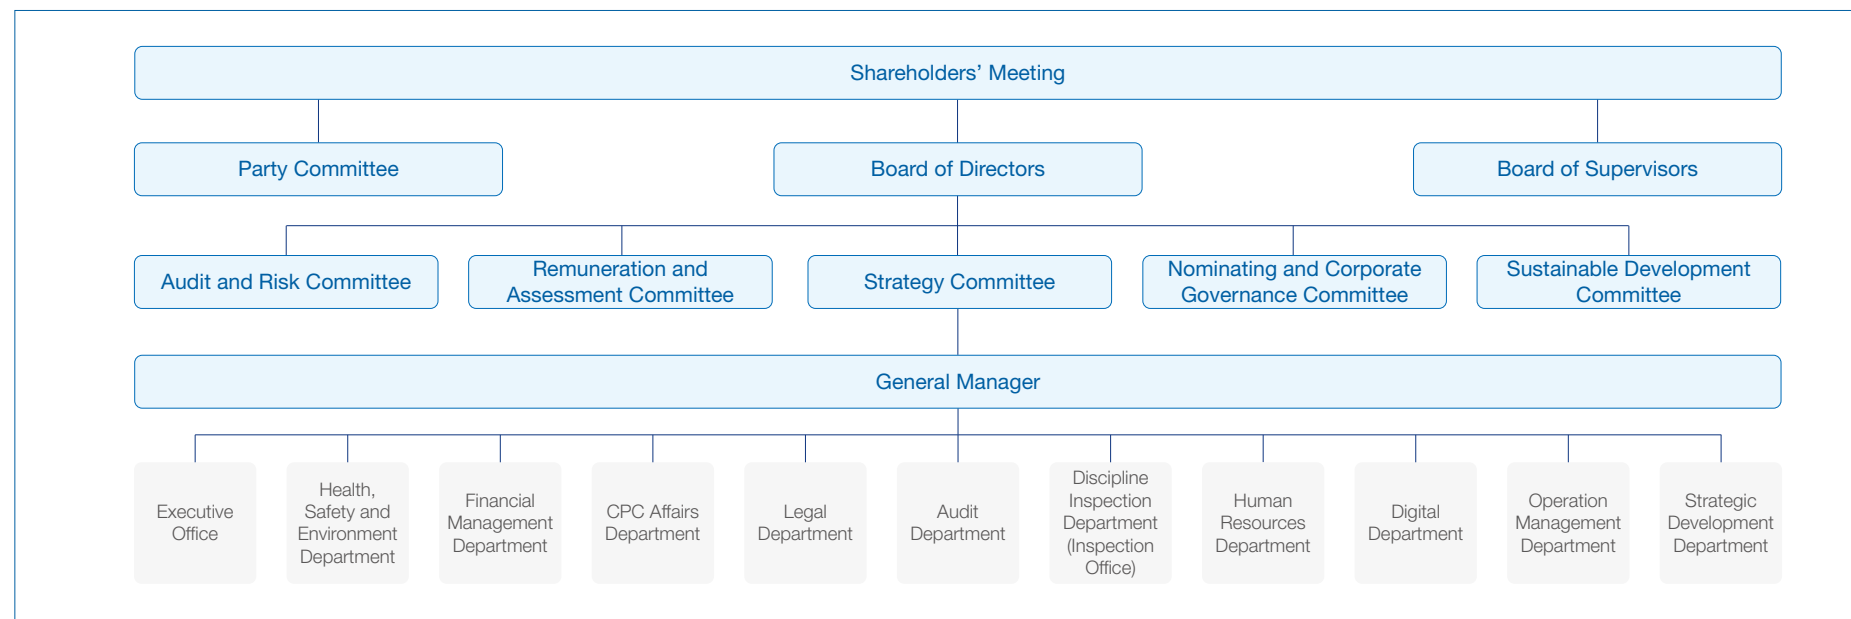 Shareholders’ Meeting
Party Committee
Board of Directors
Board of Supervisors
Audit and Risk Committee
Remuneration and
Assessment Committee
Strategy Committee
Nominating and Corporate
Governance Committee
Sustainable Development
Committee
General Manager
Executive
Office
Health,
Safety and
Environment
Department
Financial
Management
Department
CPC Affairs
Department
Legal
Department
Audit
Department
Discipline
Inspection
Department
(Inspection
Office)
Human
Resources
Department
Digital
Department
Operation
Management
Department
Strategic
Development
Department